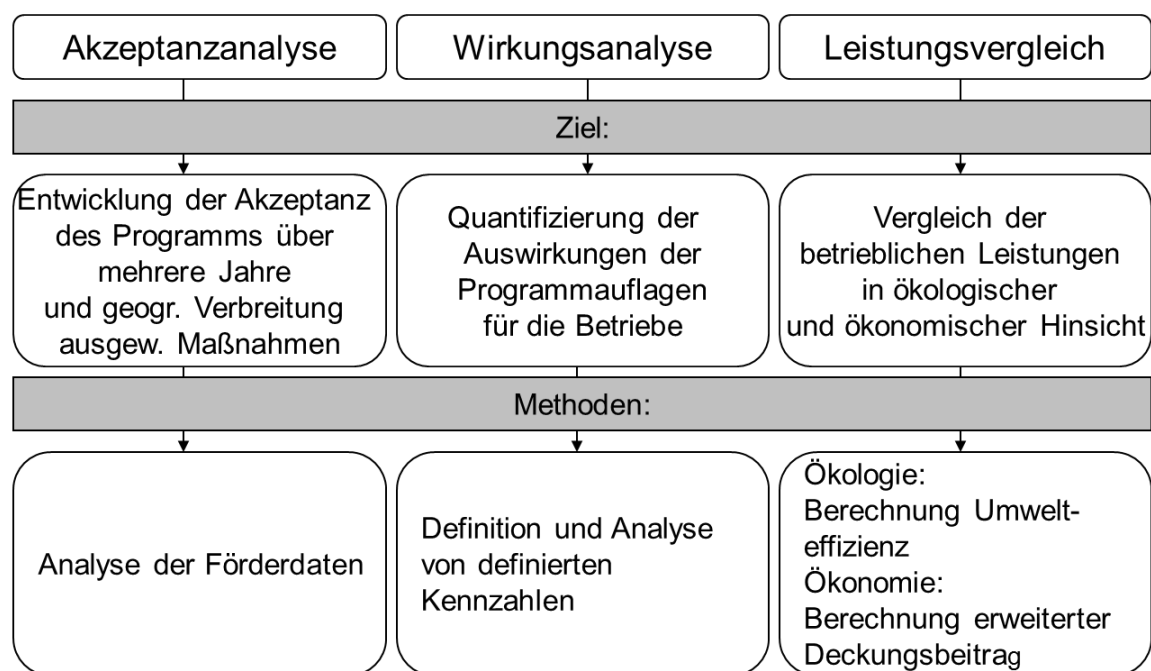 Akzeptanzanalyse
Wirkungsanalyse
Leistungsvergleich
Ziel:
Entwicklung der Akzeptanz
des Programms über
mehrere Jahre
und geogr. Verbreitung
ausgew. Maßnahmen
Quantifizierung der
Auswirkungen der
Programmauflagen
für die Betriebe
Vergleich der
betrieblichen Leistungen
in ökologischer
und ökonomischer Hinsicht
Methoden:
Analyse der Förderdaten
Definition und Analyse
von definierten
Kennzahlen
Ökologie:
Berechnung Umwelt-
effizienz
Ökonomie:
Berechnung erweiterter
Deckungsbeitrag